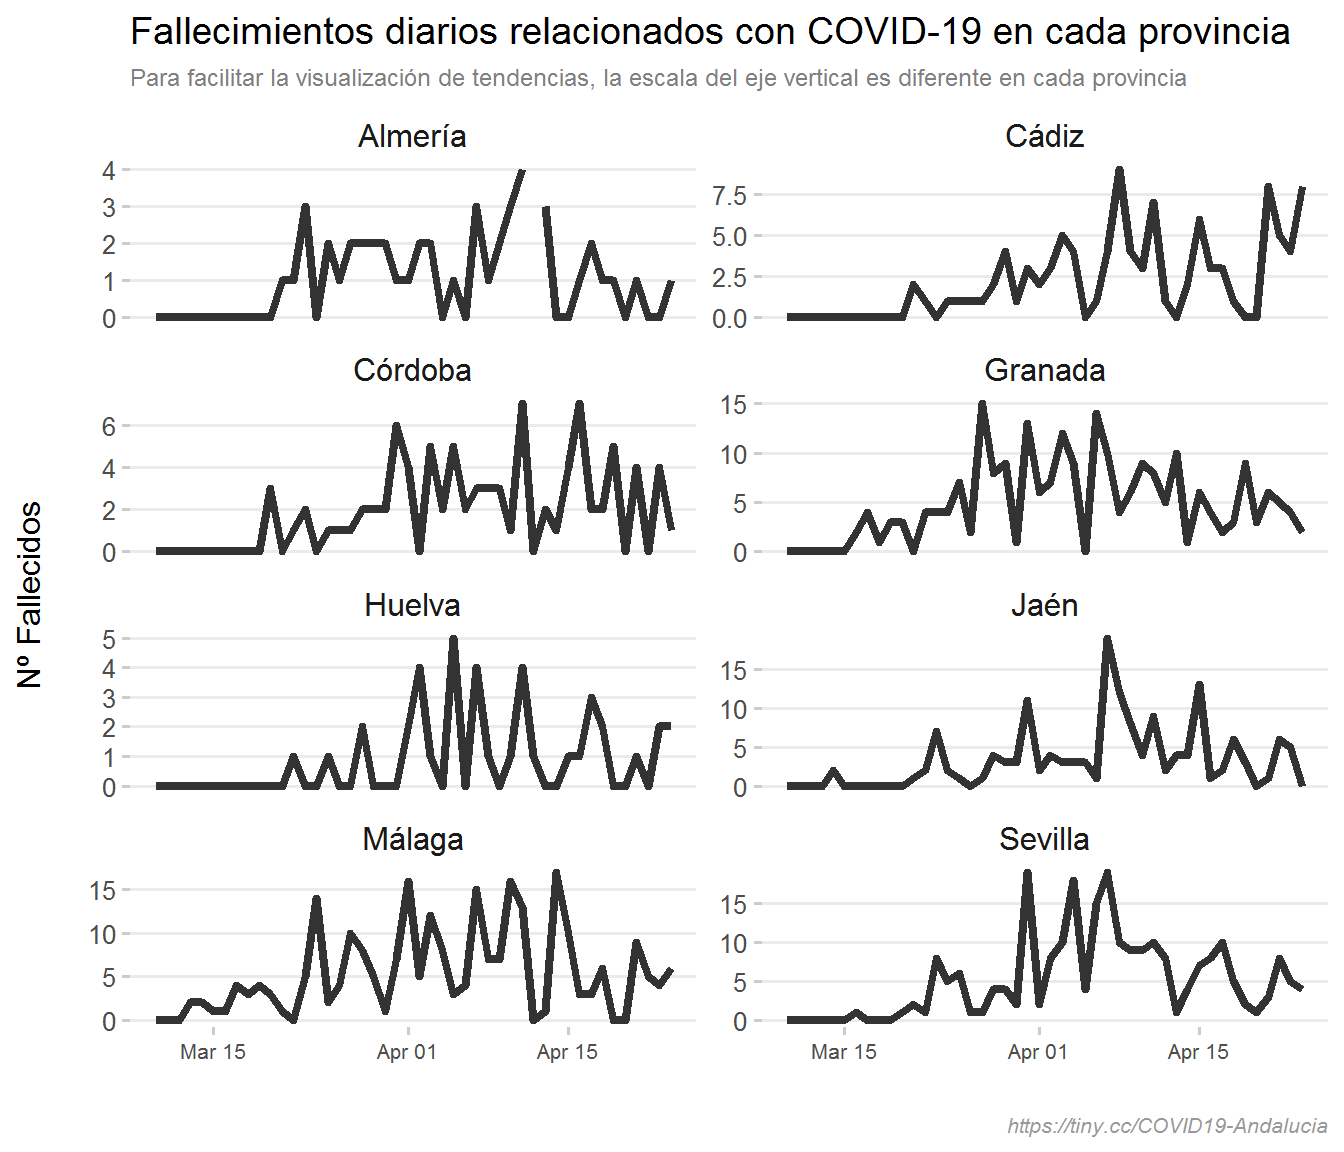 Fallecimientos diarios relacionados con COVID-19 en cada provincia
Para facilitar la visualización de tendencias, la escala del eje vertical es diferente en cada provincia
Nº Fallecidos
Almería
4
3
2
1
0
Cádiz
7.5
5.0
2.5
0.0
Córdoba
6
4
2
0
Granada
15
10
5
0
Huelva
5
4
3
2
1
0
Jaén
15
10
5
0
Málaga
15
10
5
0
Mar 15 Apr 01 Apr 15
Sevilla
15
10
5
0
Mar 15 Apr 01 Apr 15
https://tiny.cc/COVID19-Andalucia